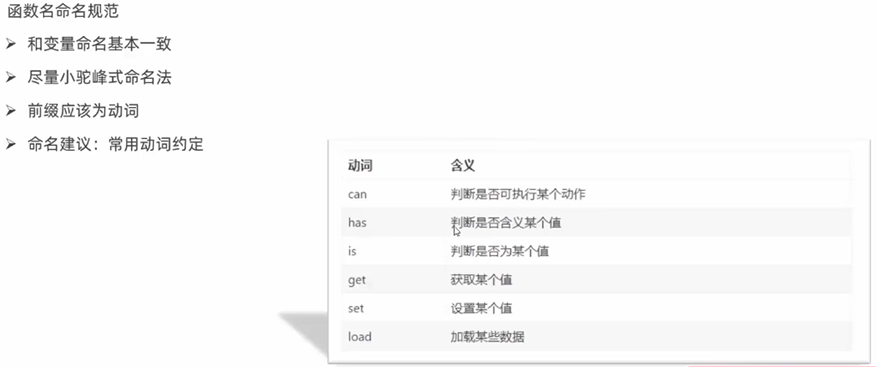 函数名命名规范
➢ 和变量命名基本一致
➢ 尽量小驼峰式命名法
➢ 前缀应该为动词
➢ 命名建议：常用动词约定
动词 含义
can 判断是否可执行某个动作
has 判断是否含义某个值
is 判断是否为某个值
get 获取某个值
set 设置某个值
load 加载某些数据